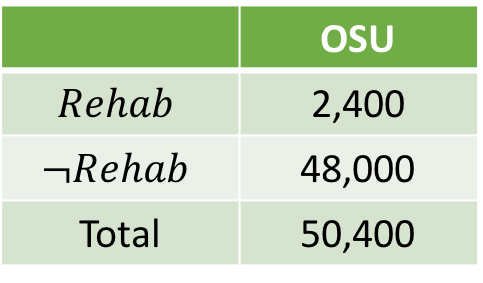 OSU
Rehab 2,400
¬Rehab 48,000
Total 50,400